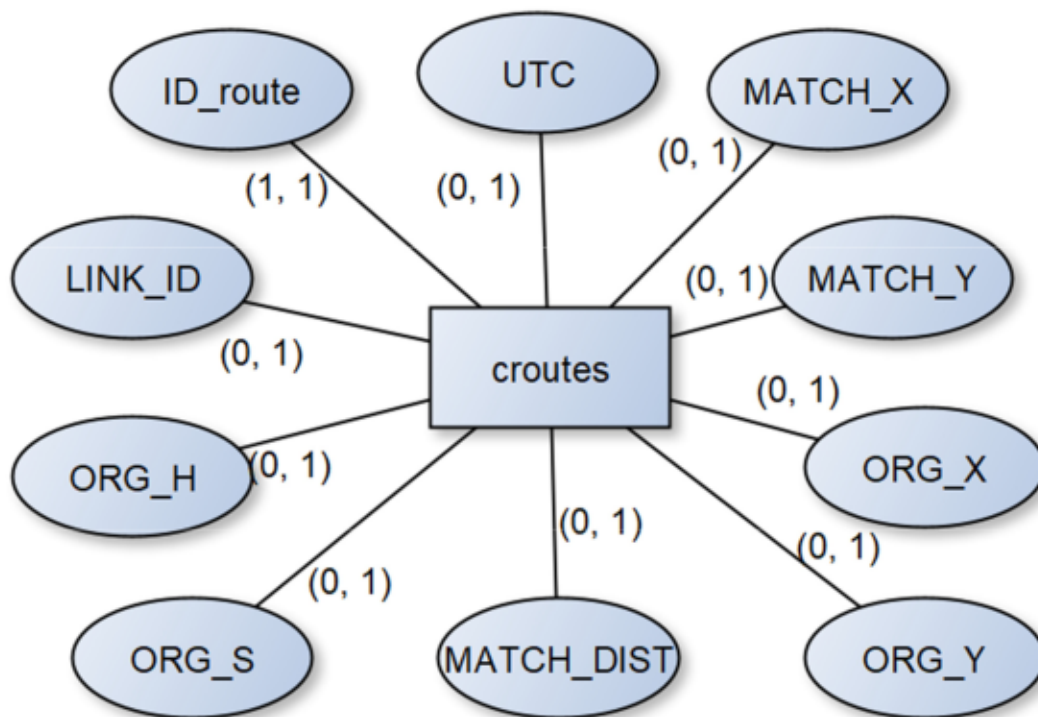 ID_route
UTC
MATCH_X
(1, 1)
(0, 1)
(0, 1)
LINK_ID
MATCH_Y
(0, 1)
(0, 1)
croutes
ORG_H
(0, 1)
(0, 1)
ORG_X
(0, 1)
(0, 1)
(0, 1)
ORG_S
MATCH_DIST
ORG_Y